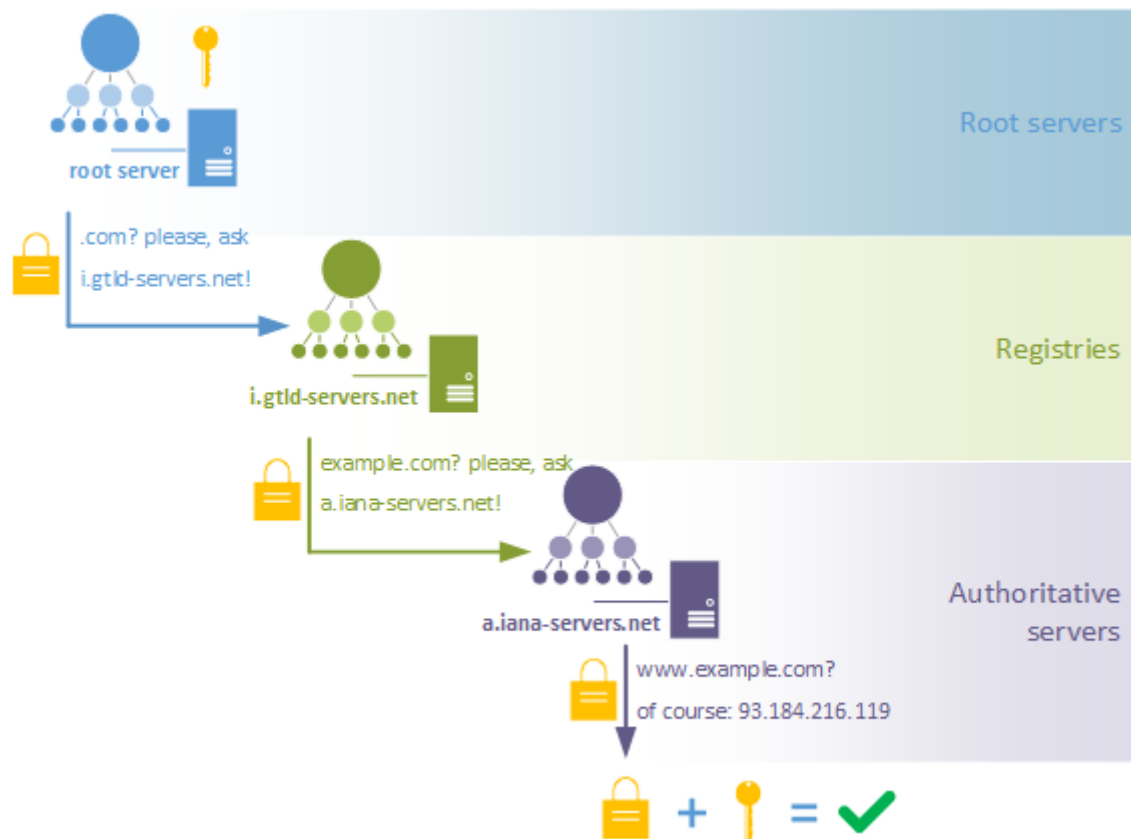 Root servers
root server
.com? please, ask
i.gtld-servers.net!
Registries
i.gtld-servers.net
example.com? please, ask
a.iana-servers.net!
Authoritative
servers
a.iana-servers.net
www.example.com?
of course: 93.184.216.119
+ =